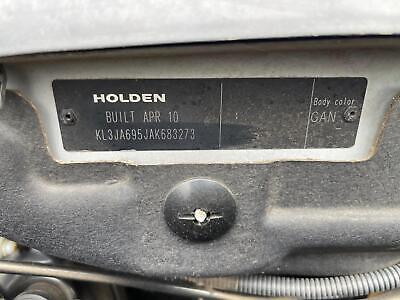 HOLDEN
BUILT APR 10
KL3JA695JAK683273
Body color
GAN